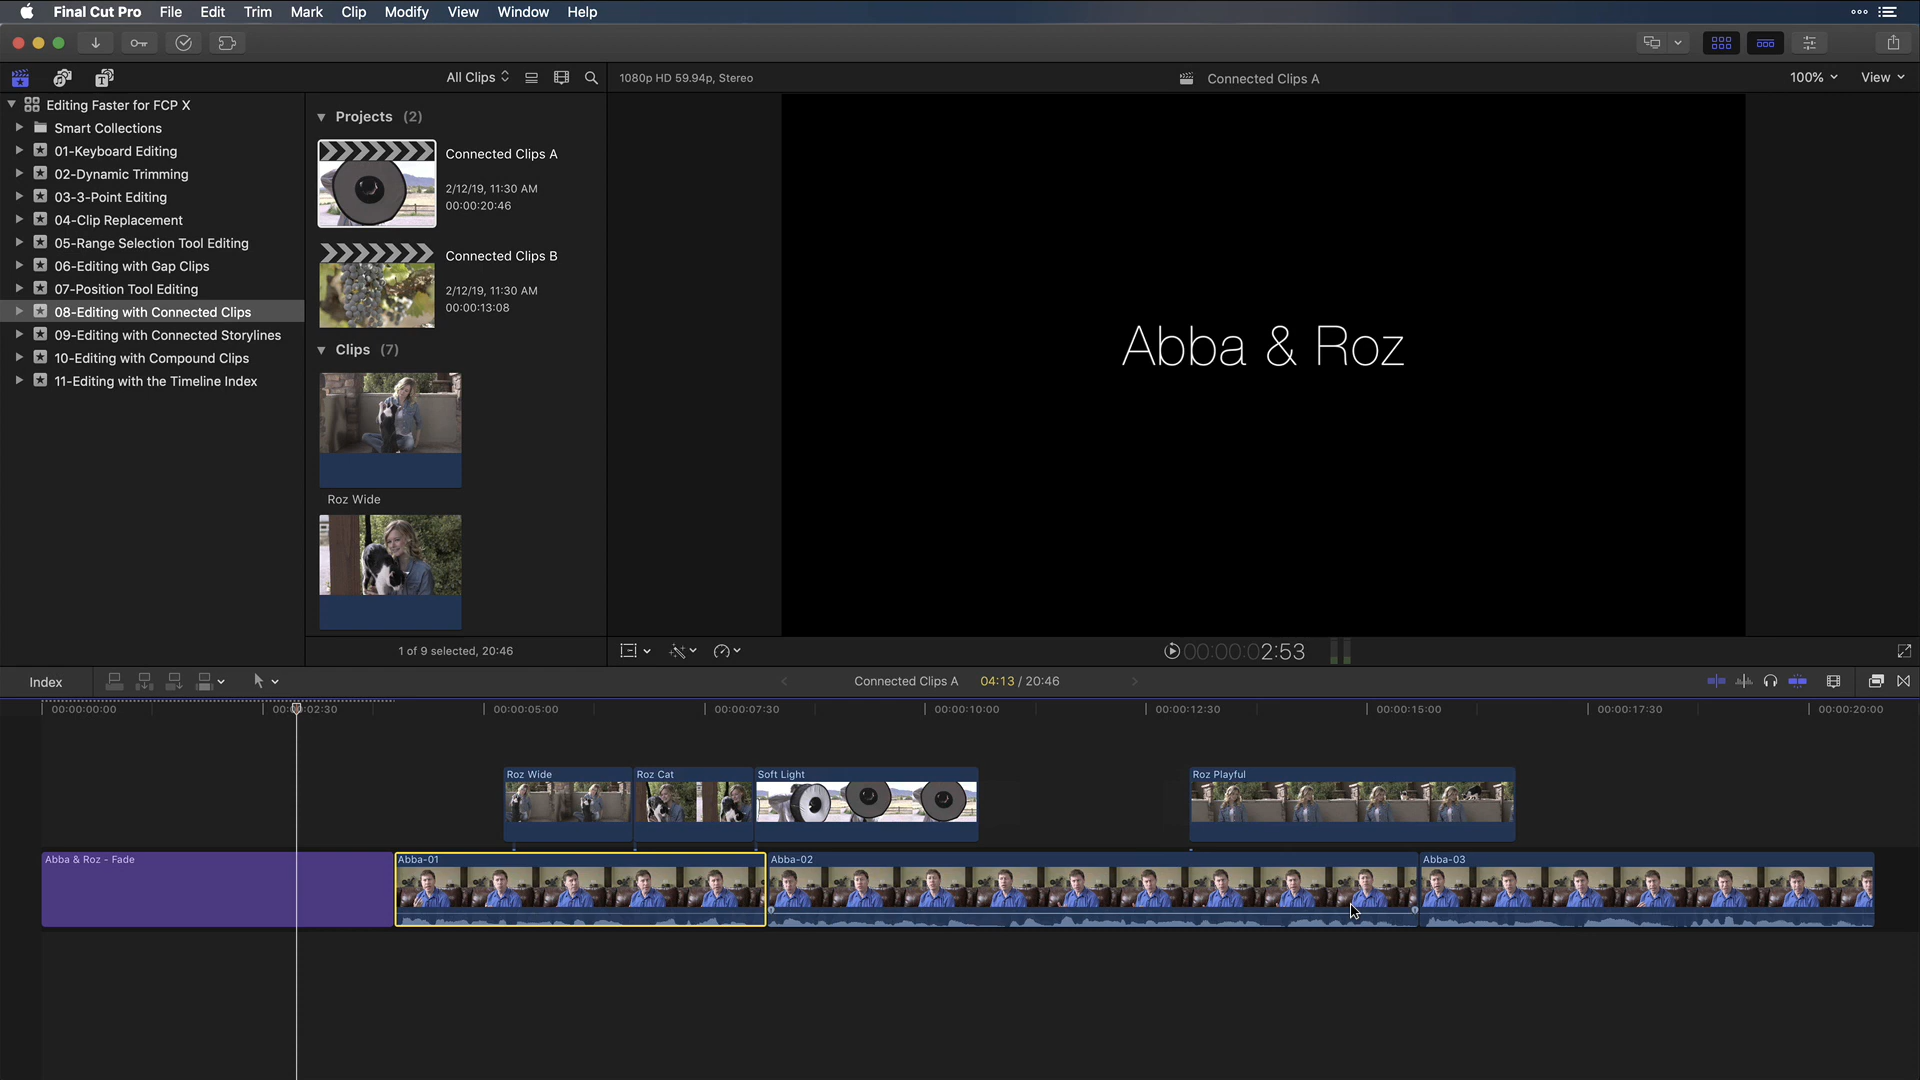 Final Cut Pro File Edit Trim Mark Clip Modify View Window Help
All Clips
1080p HD 59.94p, Stereo
Connected Clips A
100%
View
Editing Faster for FCP X
Smart Collections
01-Keyboard Editing
02-Dynamic Trimming
03-3-Point Editing
04-Clip Replacement
05-Range Selection Tool Editing
06-Editing with Gap Clips
07-Position Tool Editing
08-Editing with Connected Clips
09-Editing with Connected Storylines
10-Editing with Compound Clips
11-Editing with the Timeline Index
Projects (2)
Connected Clips A
2/12/19, 11:30 AM
00:00:20:46
Connected Clips B
2/12/19, 11:30 AM
00:00:13:08
Clips (7)
Roz Wide
1 of 9 selected, 20:46
Abba & Roz
00:00:02:53
Index
Connected Clips A 04:13 / 20:46
00:00:00:00 00:00:02:30 00:00:05:00 00:00:07:30 00:00:10:00 00:00:12:30 00:00:15:00 00:00:17:30 00:00:20:00
Roz Wide Roz Cat Soft Light Roz Playful
Abba & Roz - Fade Abba-01 Abba-02 Abba-03